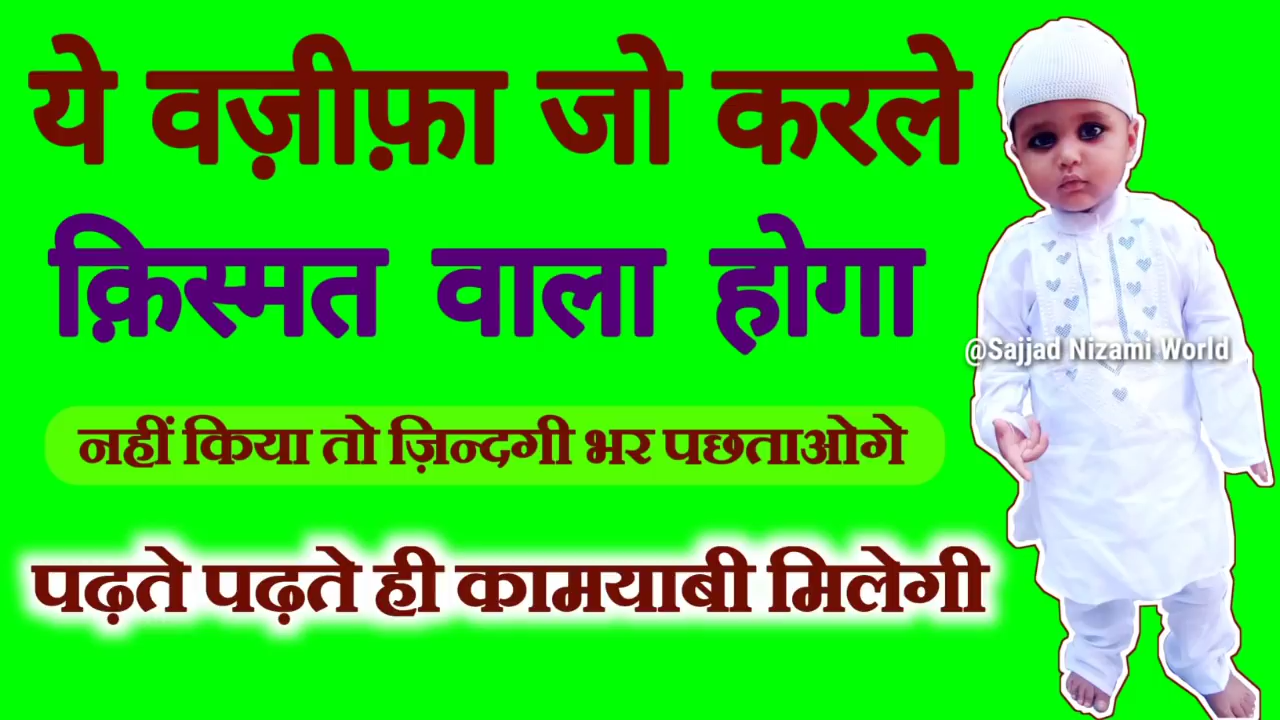 ये वज़ीफ़ा जो करले
क़िस्मत वाला होगा
@Sajjad Nizami World
नहीं किया तो ज़िन्दगी भर पछताओगे
पढ़ते पढ़ते ही कामयाबी मिलेगी